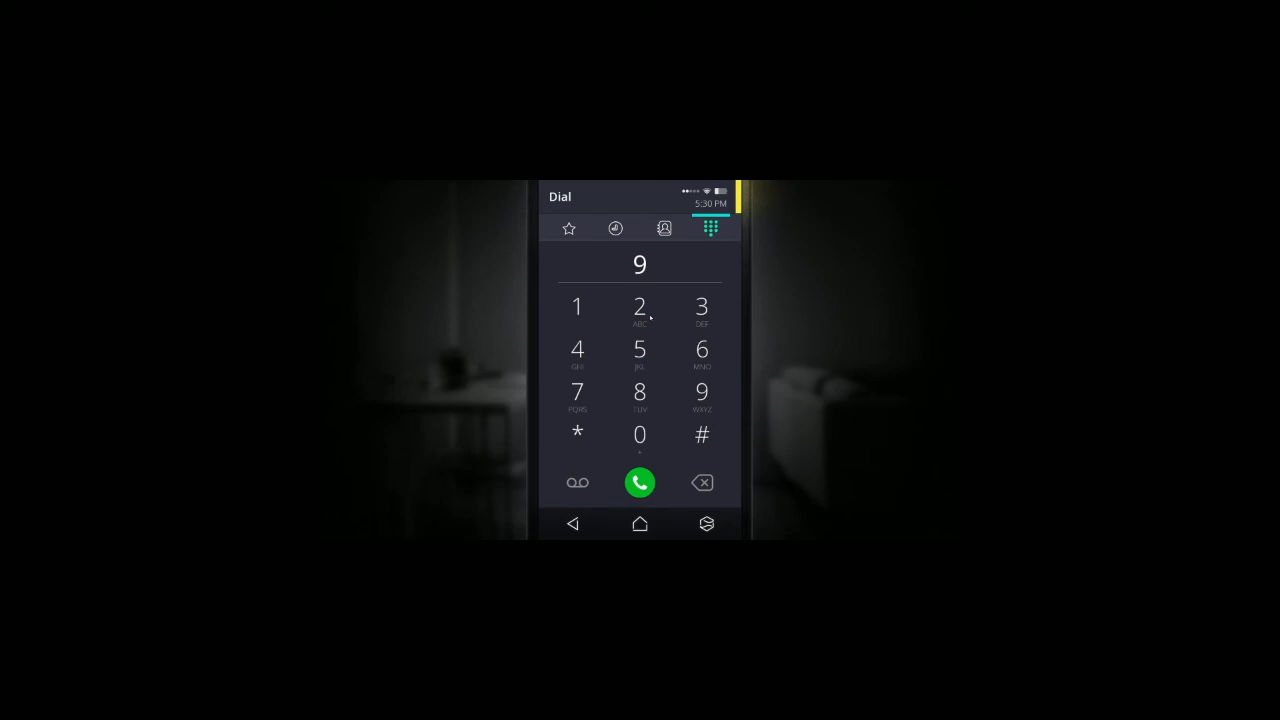 Dial
5:30 PM
9
1 2 3
ABC DEF
4 5 6
GHI JKL MNO
7 8 9
PQRS TUV WXYZ
* 0 #
+